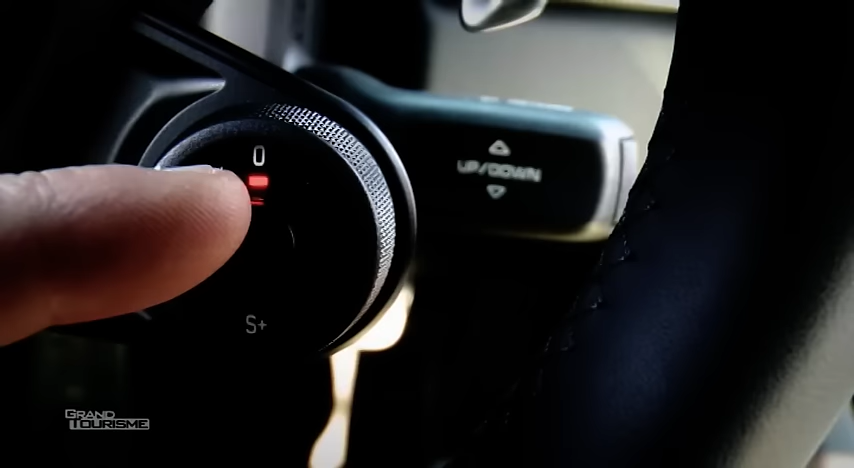 0
UP/DOWN
S+
GRAND
TOURISME